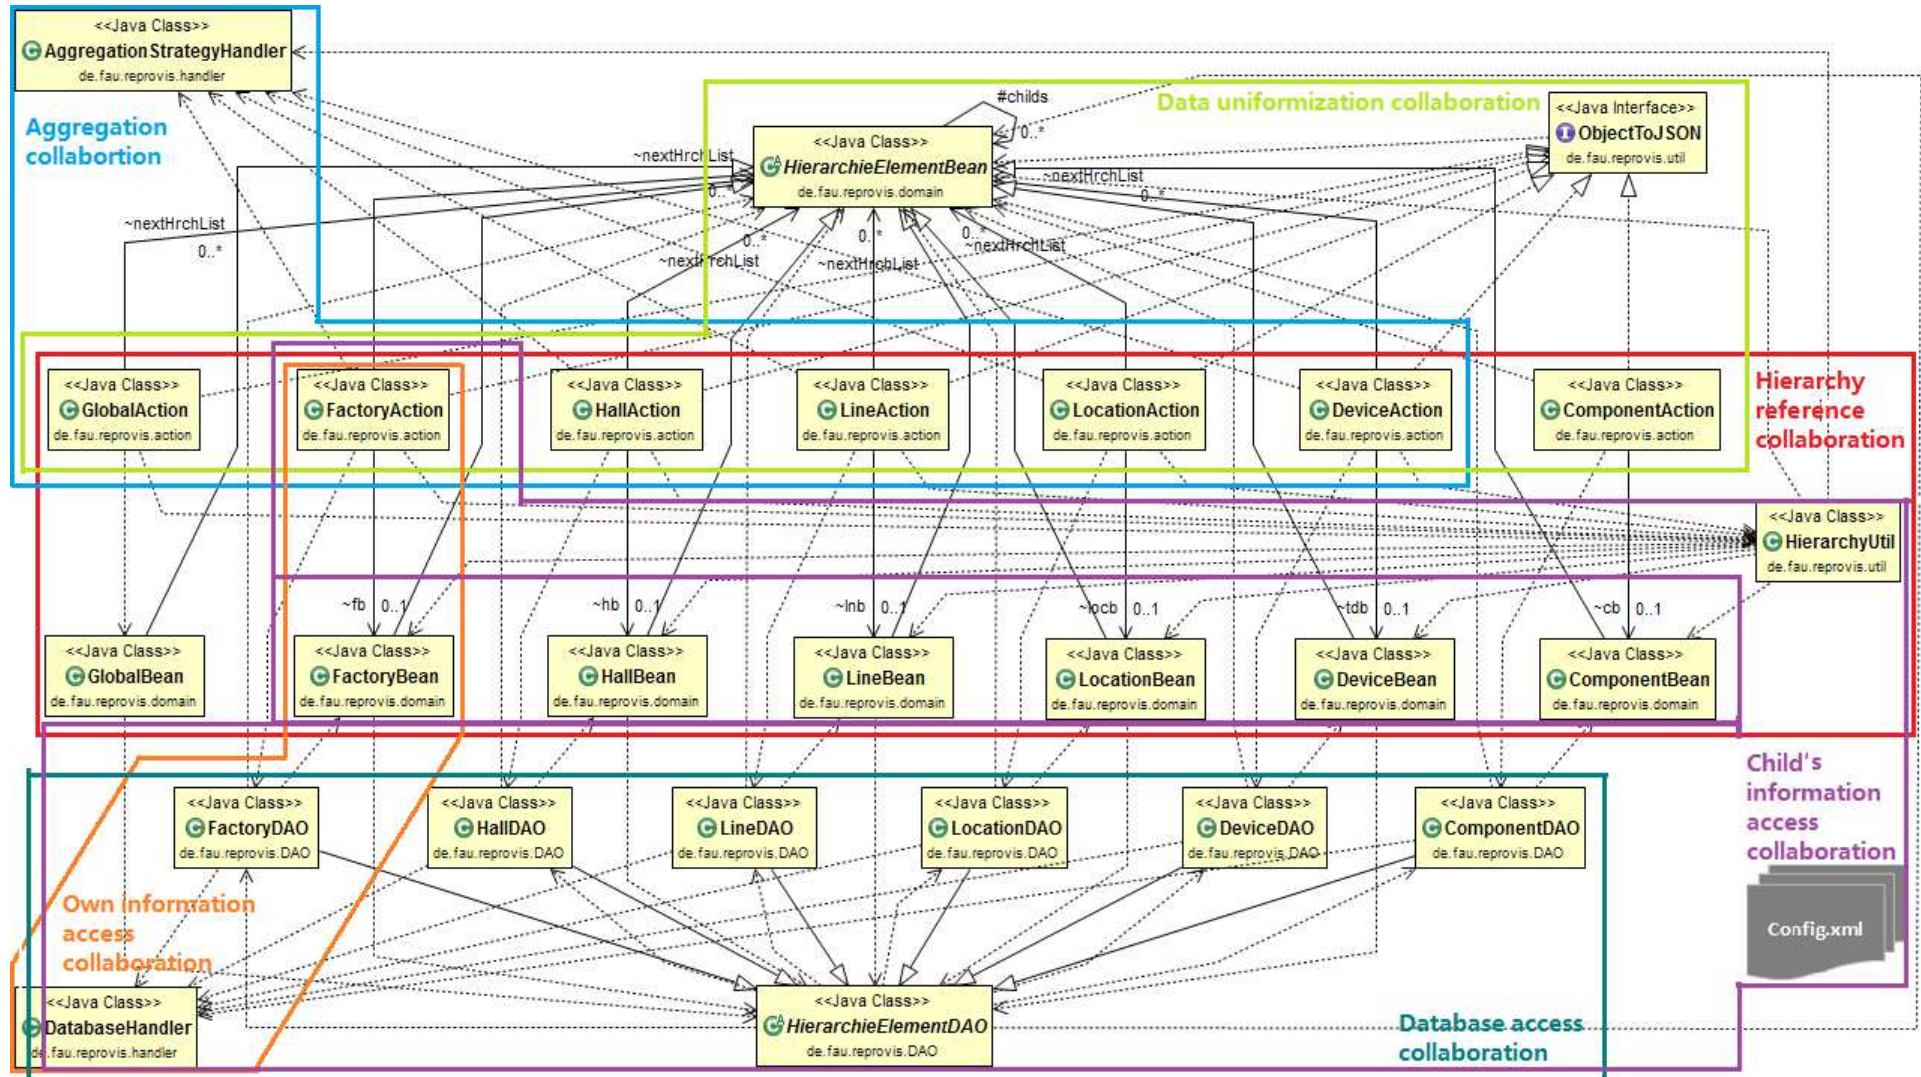 <<Java Class>>
AggregationStrategyHandler
de.fau.reprovis.handler
Aggregation
collabortion
#childs
0..*
Data uniformization collaboration
<<Java Interface>>
ObjectToJSON
de.fau.reprovis.util
<<Java Class>>
HierarchieElementBean
de.fau.reprovis.domain
~nextHrchList
0..*
~nextHrchList
0..*
~nextHrchList
0..*
~nextHrchList
0..*
~nextHrchList
0..*
~nextHrchList
0..*
<<Java Class>>
GlobalAction
de.fau.reprovis.action
<<Java Class>>
FactoryAction
de.fau.reprovis.action
<<Java Class>>
HallAction
de.fau.reprovis.action
<<Java Class>>
LineAction
de.fau.reprovis.action
<<Java Class>>
LocationAction
de.fau.reprovis.action
<<Java Class>>
DeviceAction
de.fau.reprovis.action
<<Java Class>>
ComponentAction
de.fau.reprovis.action
Hierarchy
reference
collaboration
<<Java Class>>
HierarchyUtil
de.fau.reprovis.util
~fb 0..1
~hb 0..1
~lnb 0..1
~locb 0..1
~tdb 0..1
~cb 0..1
<<Java Class>>
GlobalBean
de.fau.reprovis.domain
<<Java Class>>
FactoryBean
de.fau.reprovis.domain
<<Java Class>>
HallBean
de.fau.reprovis.domain
<<Java Class>>
LineBean
de.fau.reprovis.domain
<<Java Class>>
LocationBean
de.fau.reprovis.domain
<<Java Class>>
DeviceBean
de.fau.reprovis.domain
<<Java Class>>
ComponentBean
de.fau.reprovis.domain
Child's
information
access
collaboration
Config.xml
<<Java Class>>
FactoryDAO
de.fau.reprovis.DAO
<<Java Class>>
HallDAO
de.fau.reprovis.DAO
<<Java Class>>
LineDAO
de.fau.reprovis.DAO
<<Java Class>>
LocationDAO
de.fau.reprovis.DAO
<<Java Class>>
DeviceDAO
de.fau.reprovis.DAO
<<Java Class>>
ComponentDAO
de.fau.reprovis.DAO
Own information
access
collaboration
<<Java Class>>
DatabaseHandler
de.fau.reprovis.handler
<<Java Class>>
HierarchieElementDAO
de.fau.reprovis.DAO
Database access
collaboration